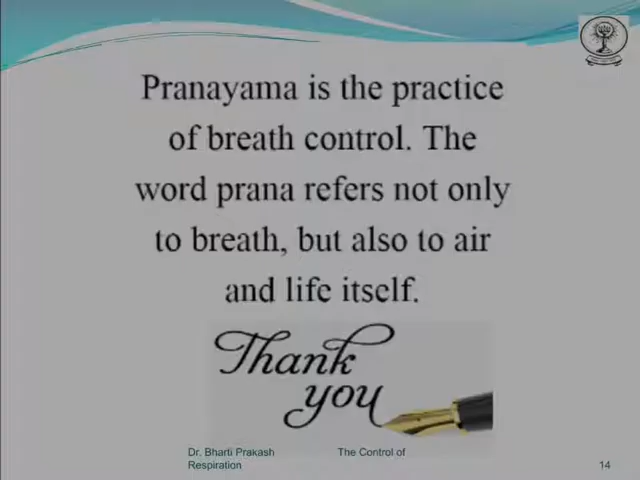 Pranayama is the practice
of breath control. The
word prana refers not only
to breath, but also to air
and life itself.
Thank
you
Dr. Bharti Prakash The Control of
Respiration
14